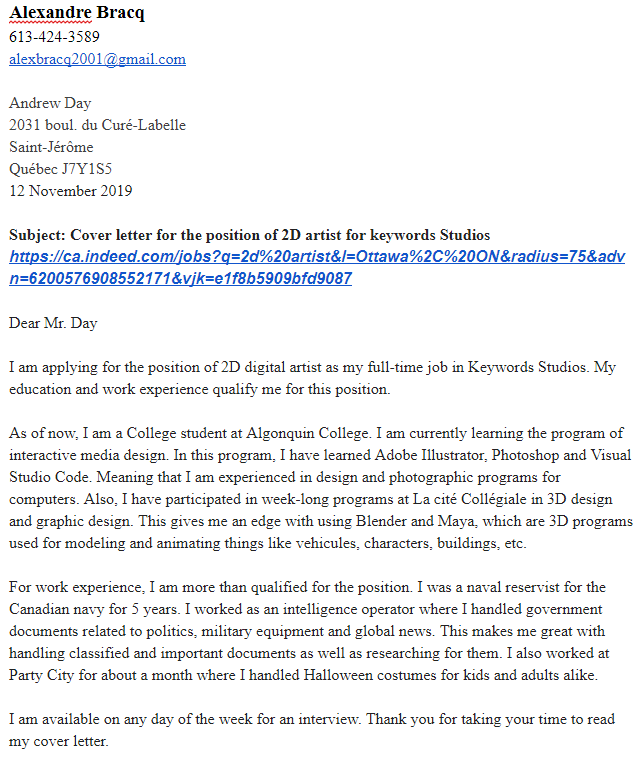 Alexandre Bracq
613-424-3589
alexbracq2001@gmail.com
Andrew Day
2031 boul. du Curé-Labelle
Saint-Jérôme
Québec J7Y1S5
12 November 2019
Subject: Cover letter for the position of 2D artist for keywords Studios
https://ca.indeed.com/jobs?q=2d%20artist&l=Ottawa%2C%20ON&radius=75&adv
n=6200576908552171&vjk=e1f8b5909bfd9087
Dear Mr. Day
I am applying for the position of 2D digital artist as my full-time job in Keywords Studios. My
education and work experience qualify me for this position.
As of now, I am a College student at Algonquin College. I am currently learning the program of
interactive media design. In this program, I have learned Adobe Illustrator, Photoshop and Visual
Studio Code. Meaning that I am experienced in design and photographic programs for
computers. Also, I have participated in week-long programs at La cité Collégiale in 3D design
and graphic design. This gives me an edge with using Blender and Maya, which are 3D programs
used for modeling and animating things like vehicules, characters, buildings, etc.
For work experience, I am more than qualified for the position. I was a naval reservist for the
Canadian navy for 5 years. I worked as an intelligence operator where I handled government
documents related to politics, military equipment and global news. This makes me great with
handling classified and important documents as well as researching for them. I also worked at
Party City for about a month where I handled Halloween costumes for kids and adults alike.
I am available on any day of the week for an interview. Thank you for taking your time to read
my cover letter.